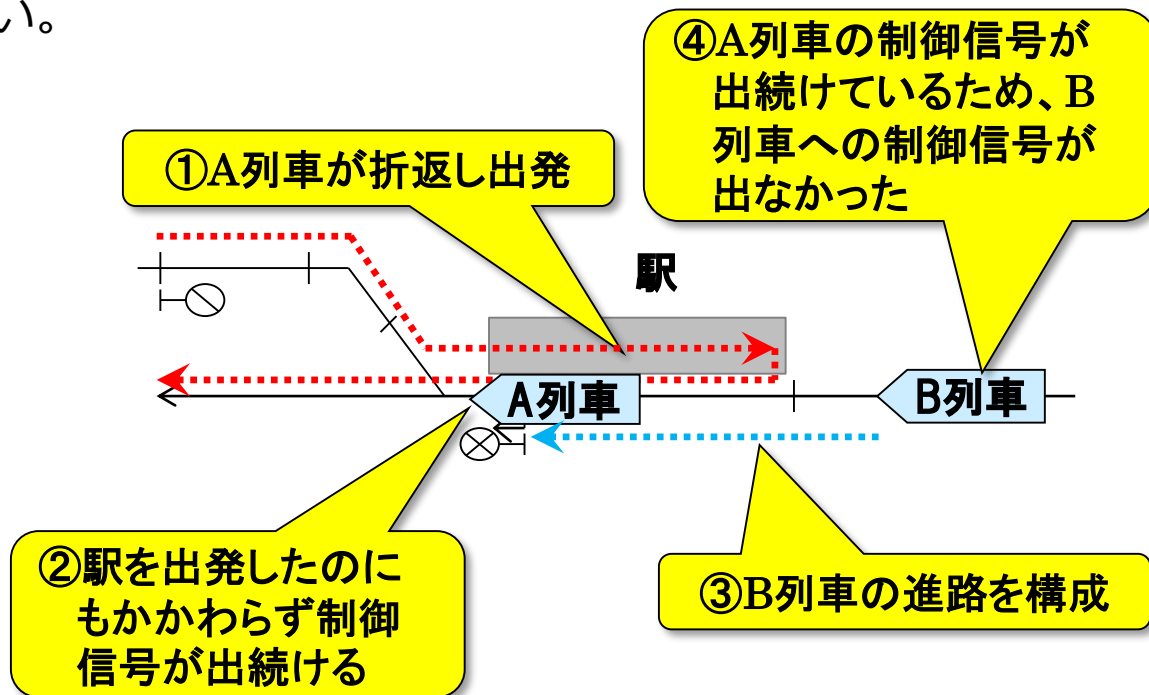 い。
④A列車の制御信号が
出続けているため、B
列車への制御信号が
出なかった
①A列車が折返し出発
駅
A列車
B列車
②駅を出発したのに
もかかわらず制御
信号が出続ける
③B列車の進路を構成